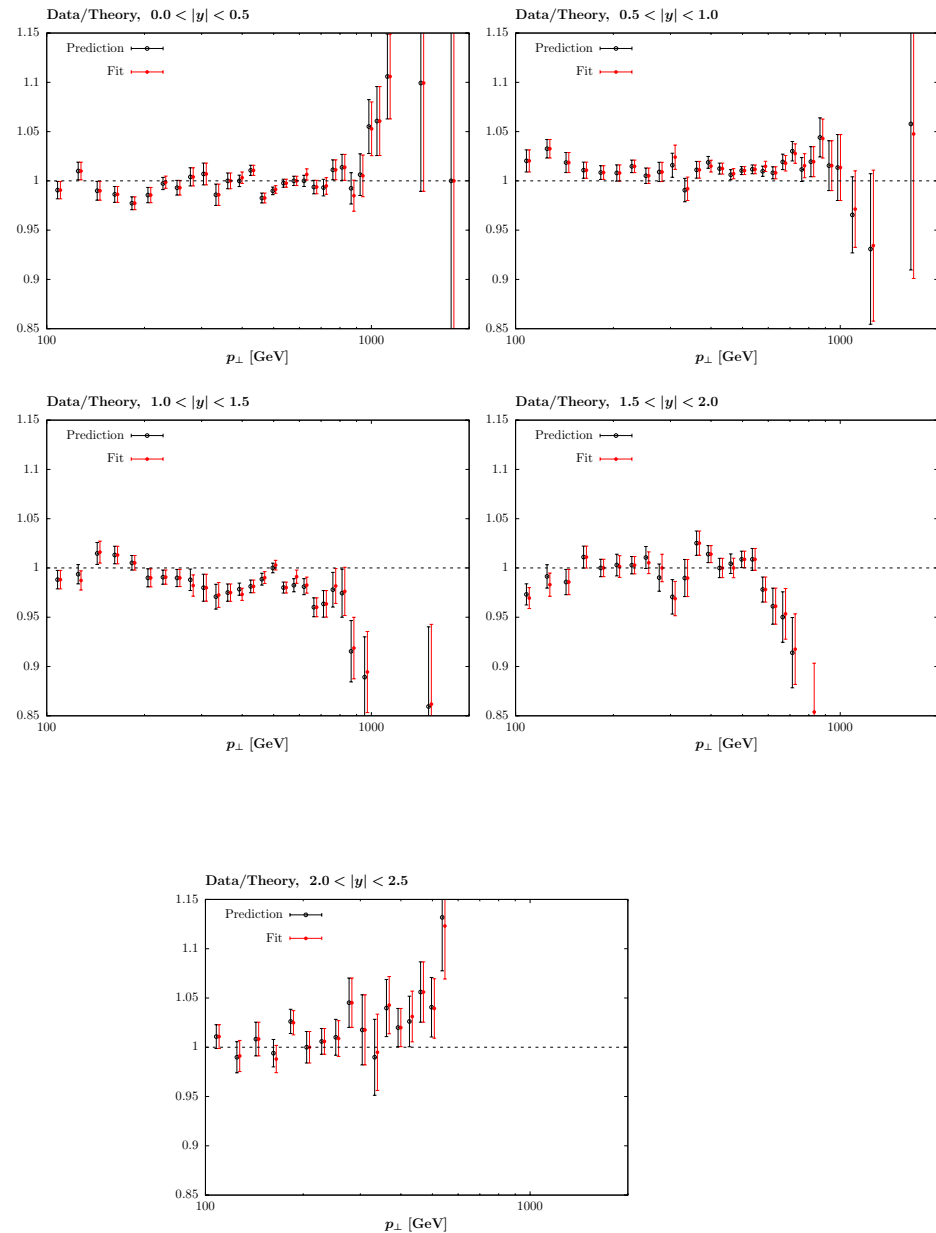 Data/Theory, 0.0 < |y| < 0.5
1.15
Prediction
Fit
1.1
1.05
1
0.95
0.9
0.85
100
1000
p⊥ [GeV]
Data/Theory, 0.5 < |y| < 1.0
1.15
Prediction
Fit
1.1
1.05
1
0.95
0.9
0.85
100
1000
p⊥ [GeV]
Data/Theory, 1.0 < |y| < 1.5
1.15
Prediction
Fit
1.1
1.05
1
0.95
0.9
0.85
100
1000
p⊥ [GeV]
Data/Theory, 1.5 < |y| < 2.0
1.15
Prediction
Fit
1.1
1.05
1
0.95
0.9
0.85
100
1000
p⊥ [GeV]
Data/Theory, 2.0 < |y| < 2.5
1.15
Prediction
Fit
1.1
1.05
1
0.95
0.9
0.85
100
1000
p⊥ [GeV]